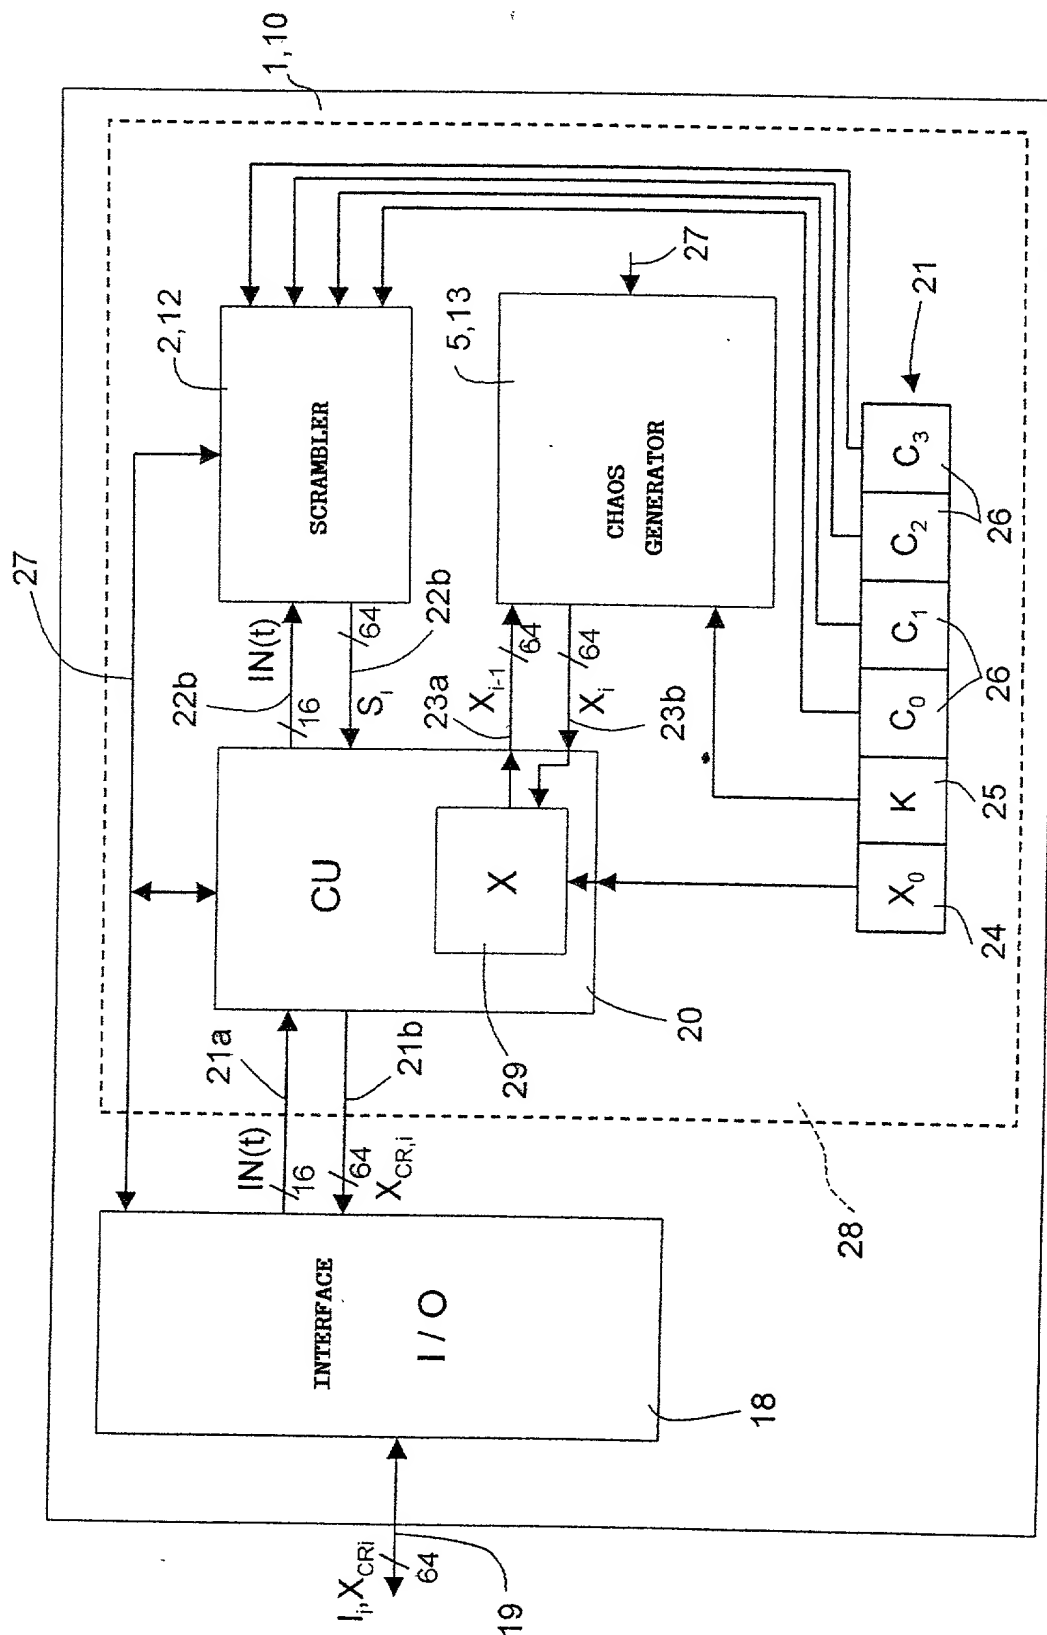 1,10
27
2,12
SCRAMBLER
22b
IN(t)
16
64
S_i
22b
21a
IN(t)
16
CU
64
X_CR,i
21b
INTERFACE
I / O
18
I_i,X_CRi
64
19
5,13
CHAOS
GENERATOR
27
23a
X_i-1
64
64
X_i
23b
X
29
20
28
21
X_0
K
C_0
C_1
C_2
C_3
24
25
26
26